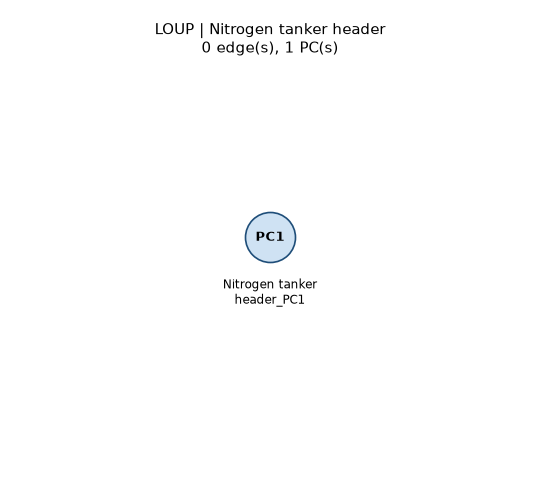 LOUP | Nitrogen tanker header
0 edge(s), 1 PC(s)
PC1
Nitrogen tanker
header_PC1